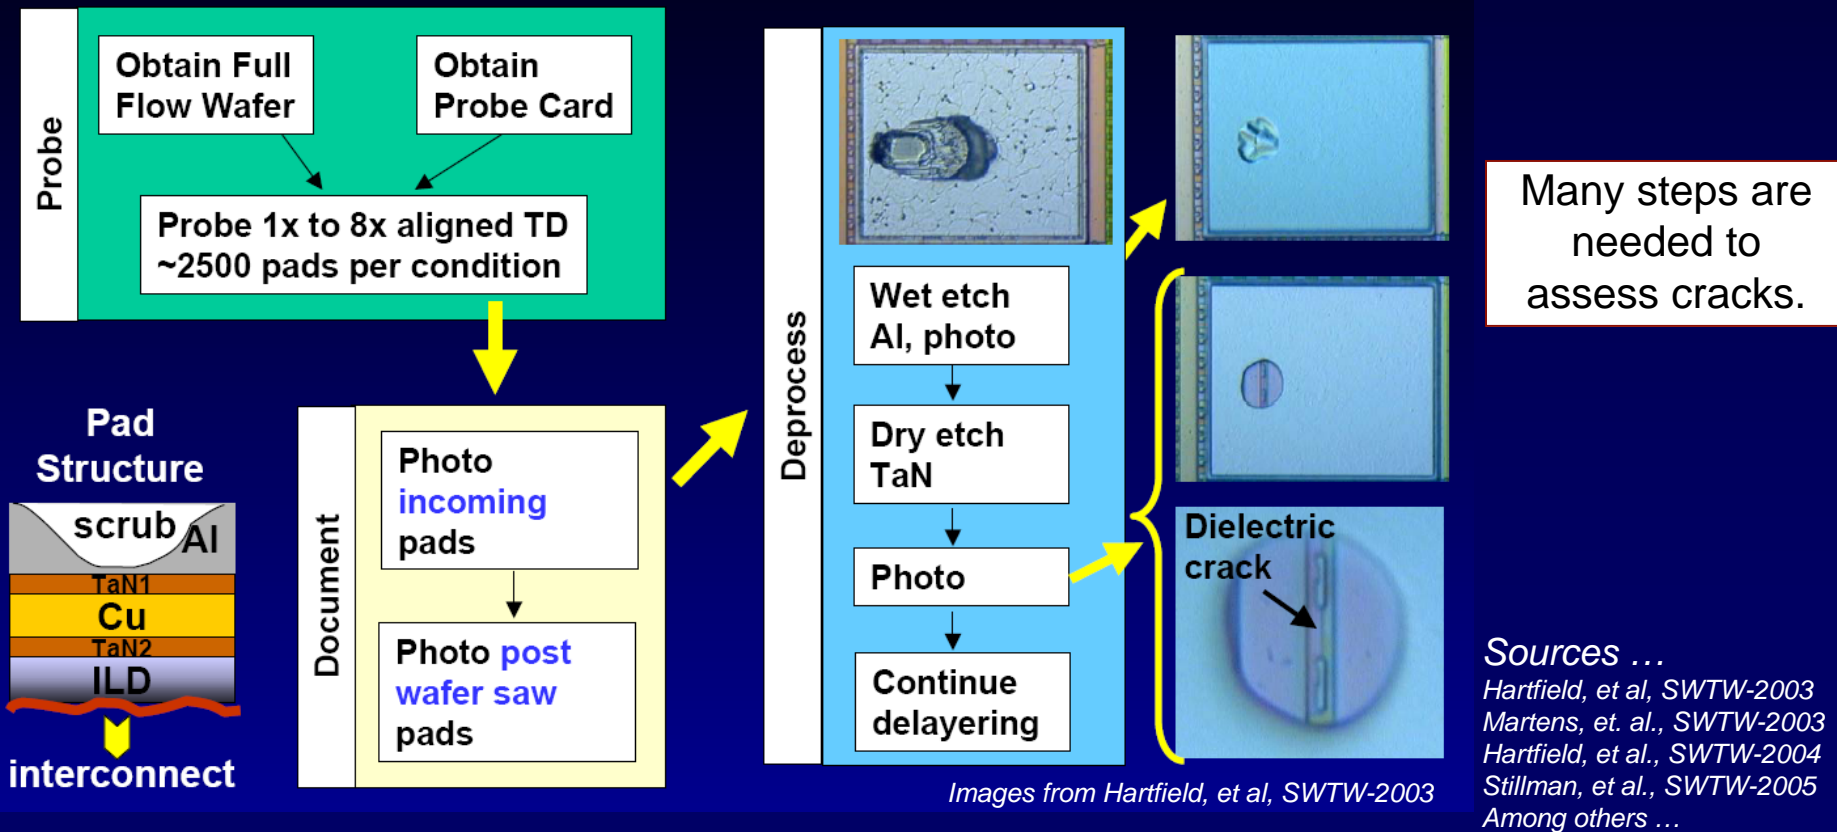 Probe
Obtain Full
Flow Wafer
Obtain
Probe Card
Probe 1x to 8x aligned TD
~2500 pads per condition
Pad
Structure
scrub
Al
TaN1
Cu
TaN2
ILD
interconnect
Document
Photo
incoming
pads
Photo post
wafer saw
pads
Deprocess
Wet etch
Al, photo
Dry etch
TaN
Photo
Continue
delayering
Dielectric
crack
Images from Hartfield, et al, SWTW-2003
Many steps are
needed to
assess cracks.
Sources …
Hartfield, et al, SWTW-2003
Martens, et. al., SWTW-2003
Hartfield, et al., SWTW-2004
Stillman, et al., SWTW-2005
Among others …